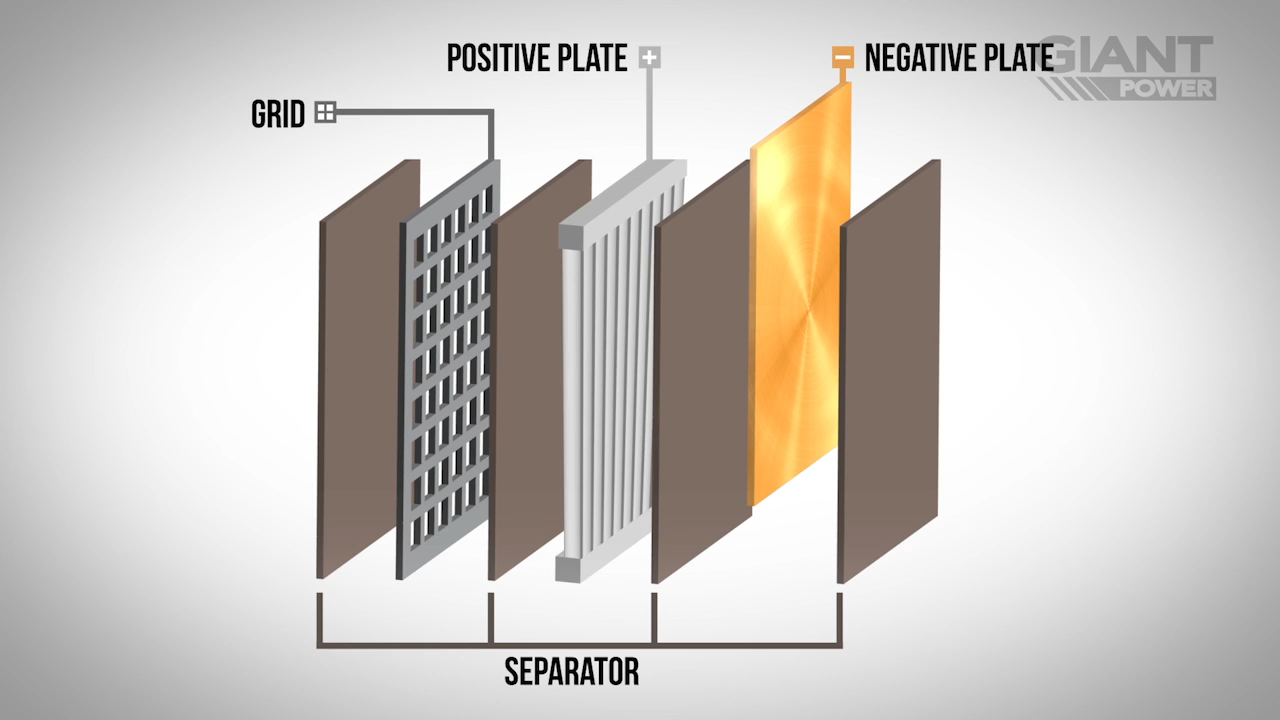 POSITIVE PLATE
NEGATIVE PLATE
GIANT
POWER
GRID
SEPARATOR